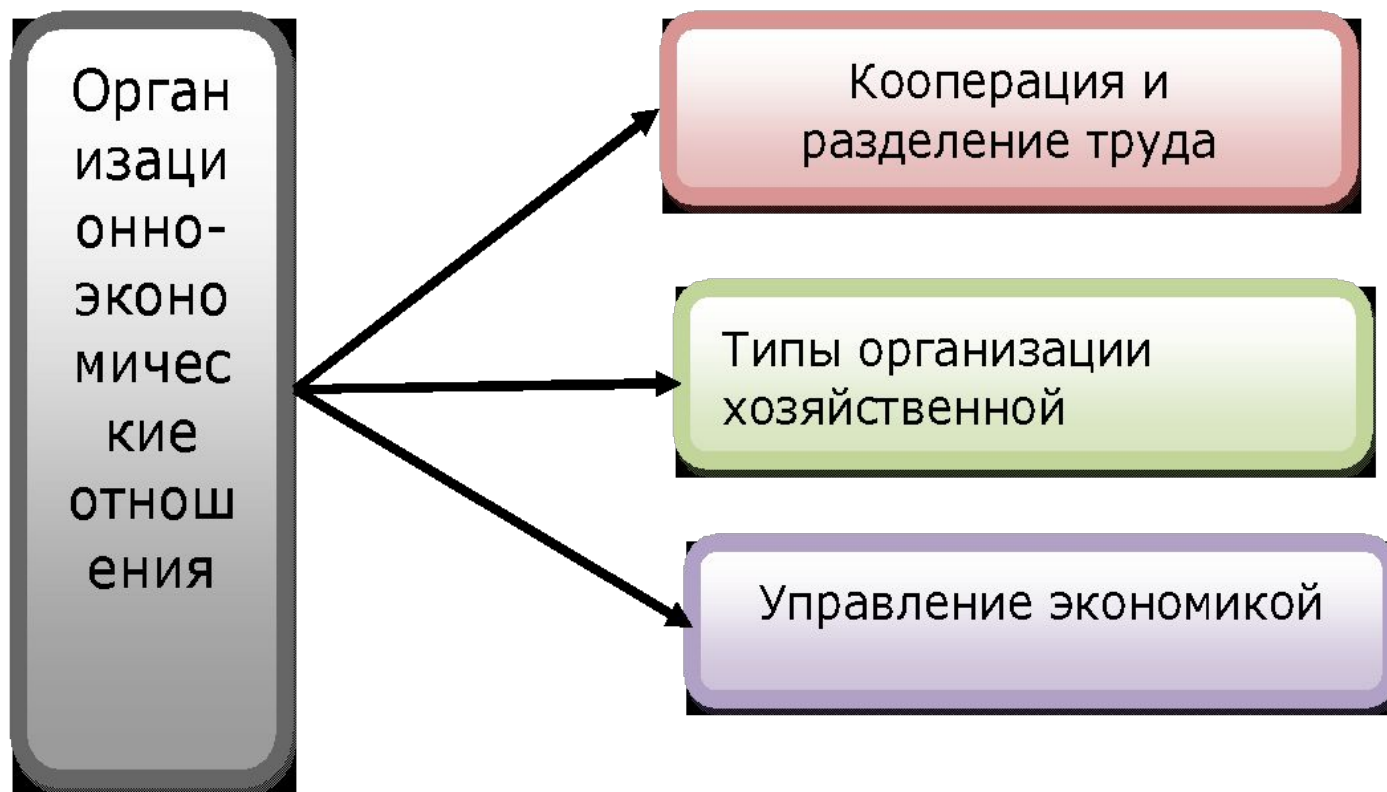 Орган
изаци
онно-
эконо
мичес
кие
отнош
ения
Кооперация и
разделение труда
Типы организации
хозяйственной
Управление экономикой